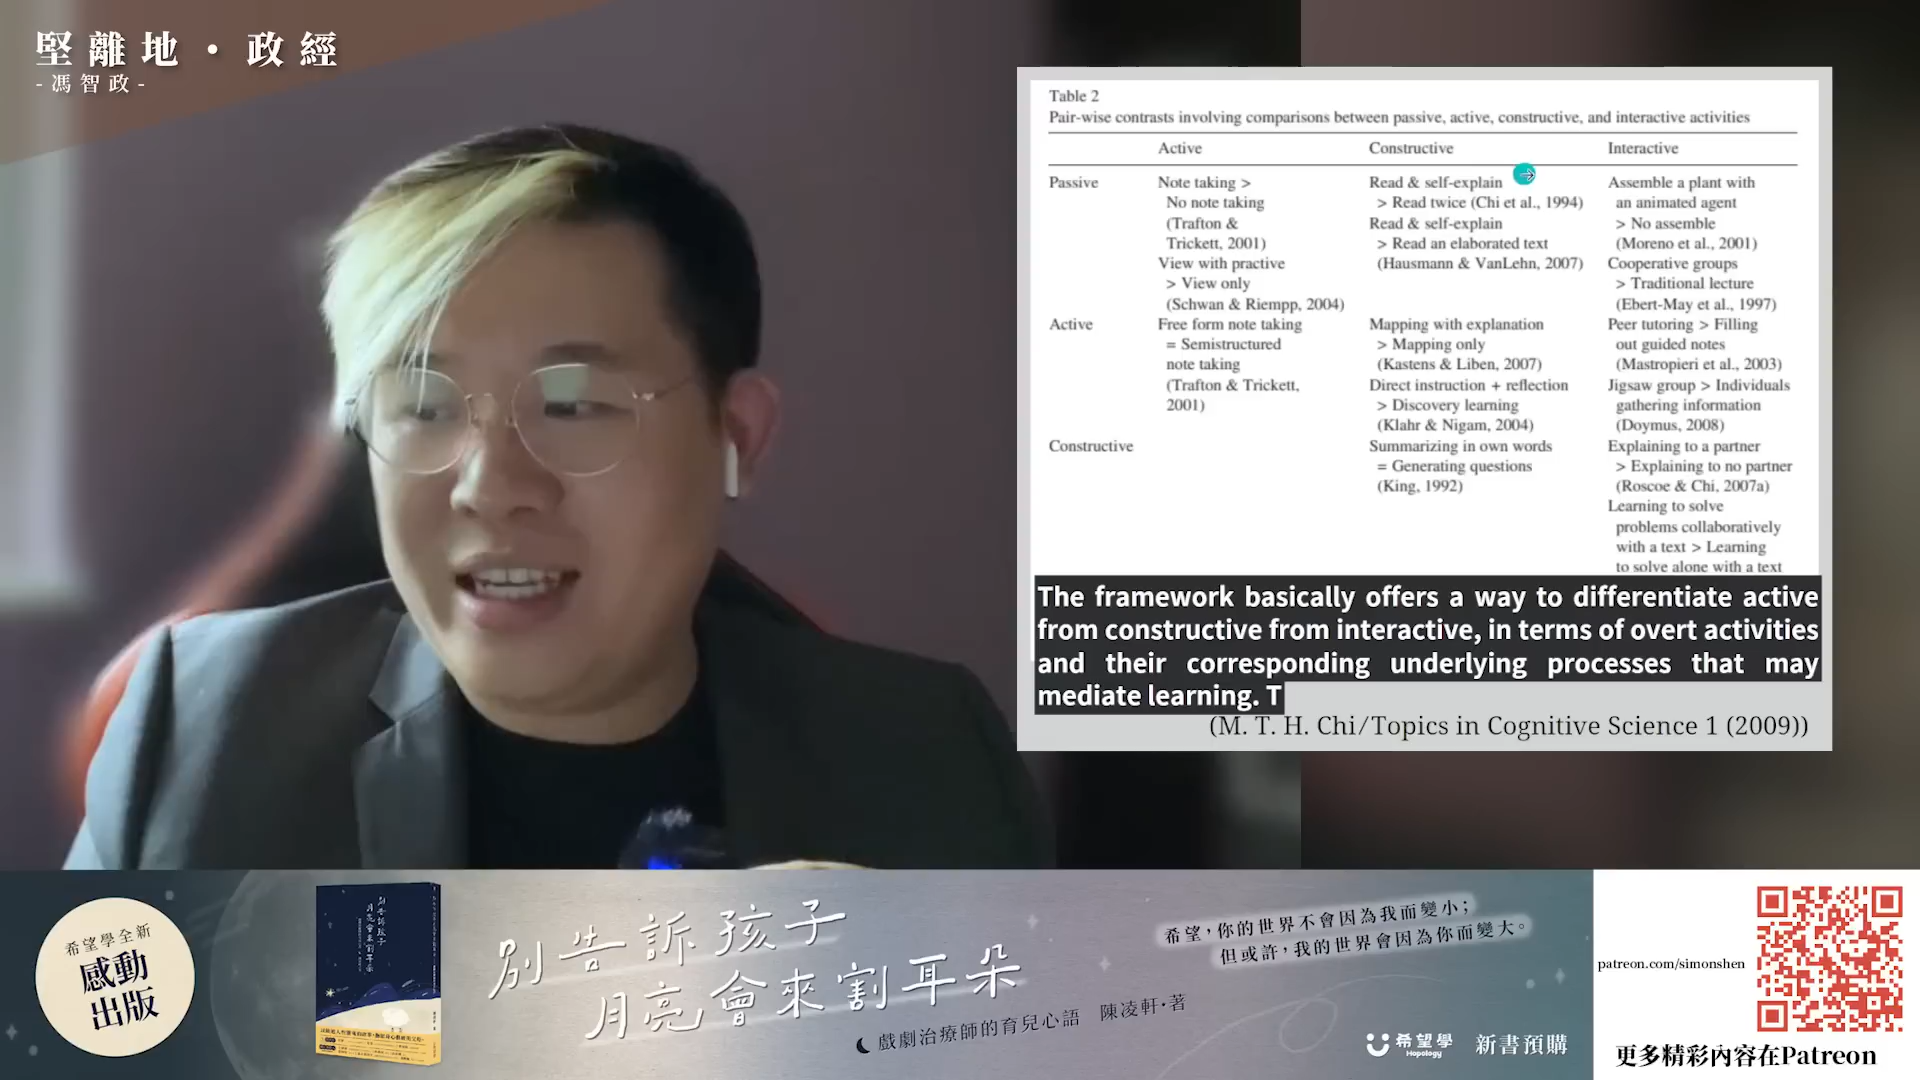 堅離地・政經
-馮智政-
Table 2
Pair-wise contrasts involving comparisons between passive, active, constructive, and interactive activities
Active Constructive Interactive
Passive
Note taking >
No note taking
(Trafton &
Trickett, 2001)
View with practive
> View only
(Schwan & Riempp, 2004)
Read & self-explain
> Read twice (Chi et al., 1994)
Read & self-explain
> Read an elaborated text
(Hausmann & VanLehn, 2007)
Assemble a plant with
an animated agent
> No assemble
(Moreno et al., 2001)
Cooperative groups
> Traditional lecture
(Ebert-May et al., 1997)
Active
Free form note taking
= Semistructured
note taking
(Trafton & Trickett,
2001)
Mapping with explanation
> Mapping only
(Kastens & Liben, 2007)
Direct instruction + reflection
> Discovery learning
(Klahr & Nigam, 2004)
Peer tutoring > Filling
out guided notes
(Mastropieri et al., 2003)
Jigsaw group > Individuals
gathering information
(Doymus, 2008)
Constructive
Summarizing in own words
= Generating questions
(King, 1992)
Explaining to a partner
> Explaining to no partner
(Roscoe & Chi, 2007a)
Learning to solve
problems collaboratively
with a text > Learning
to solve alone with a text
The framework basically offers a way to differentiate active
from constructive from interactive, in terms of overt activities
and their corresponding underlying processes that may
mediate learning. T
(M. T. H. Chi/Topics in Cognitive Science 1 (2009))
希望學全新
感動
出版
別告訴孩子
月亮會來割耳朵
別告訴孩子
月亮會來割耳朵
戲劇治療師的育兒心語 陳凌軒・著
希望，你的世界不會因為我而變小；
但或許，我的世界會因為你而變大。
希望學
Hopology
新書預購
patreon.com/simonshen
更多精彩內容在Patreon